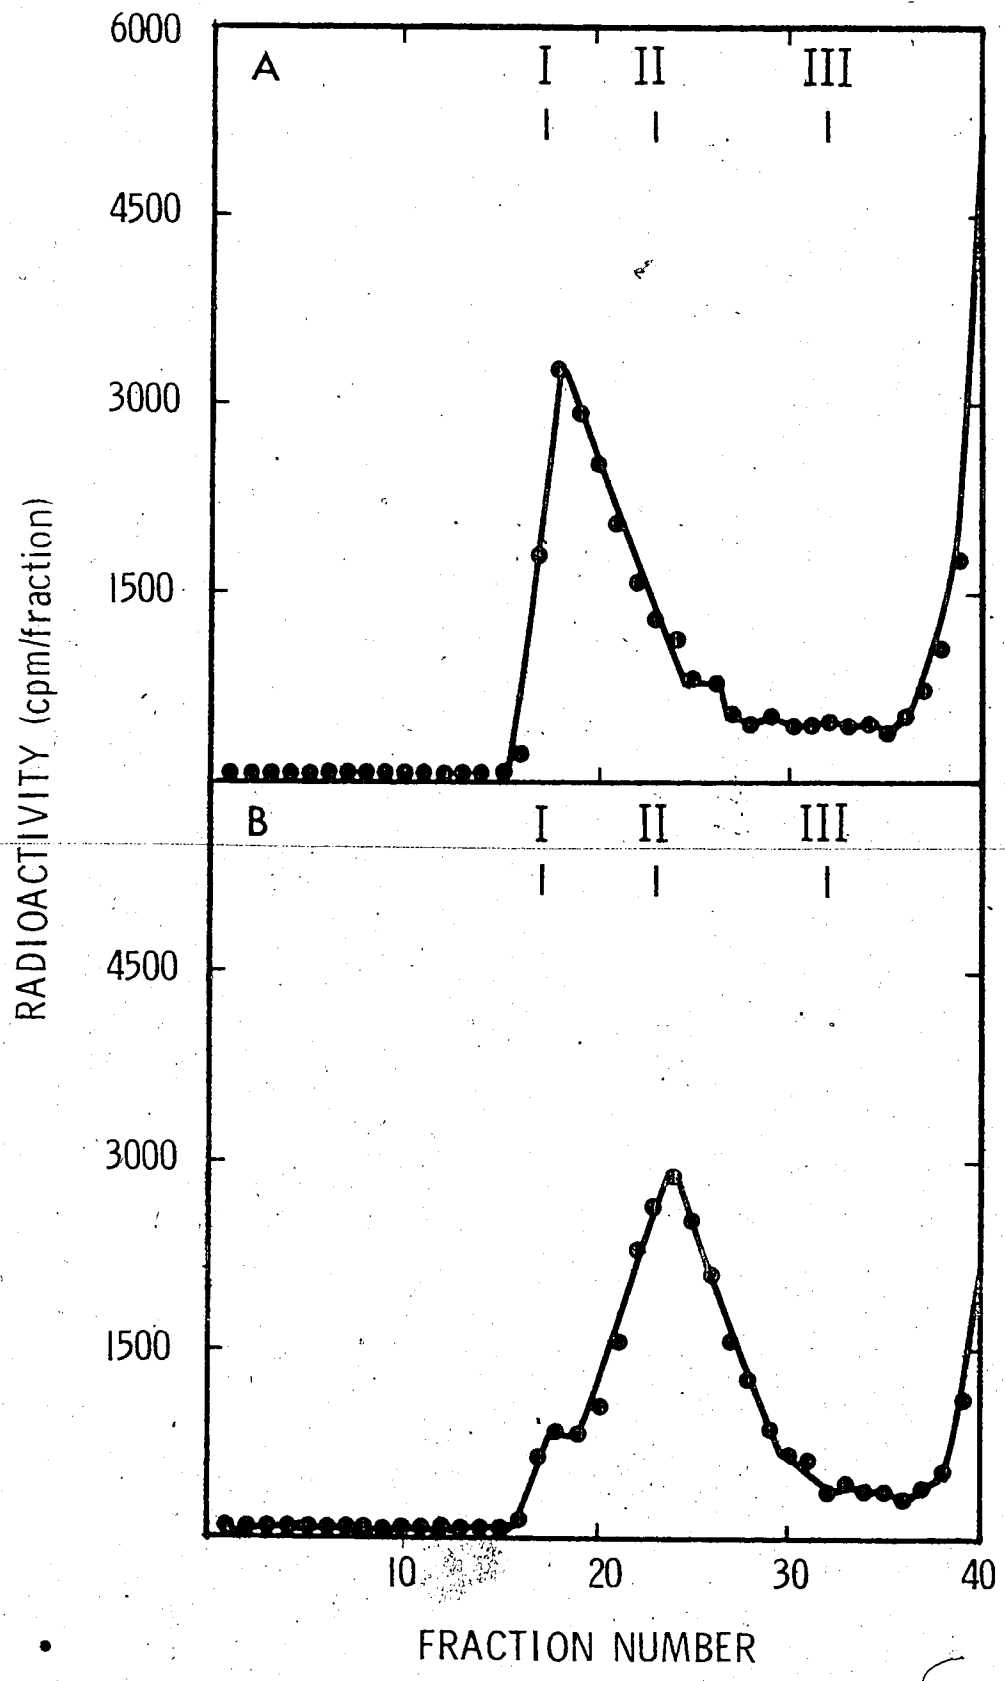 6000
A
I II III
4500
3000
1500
B
I II III
4500
3000
1500
10 20 30 40
FRACTION NUMBER
RADIOACTIVITY (cpm/fraction)